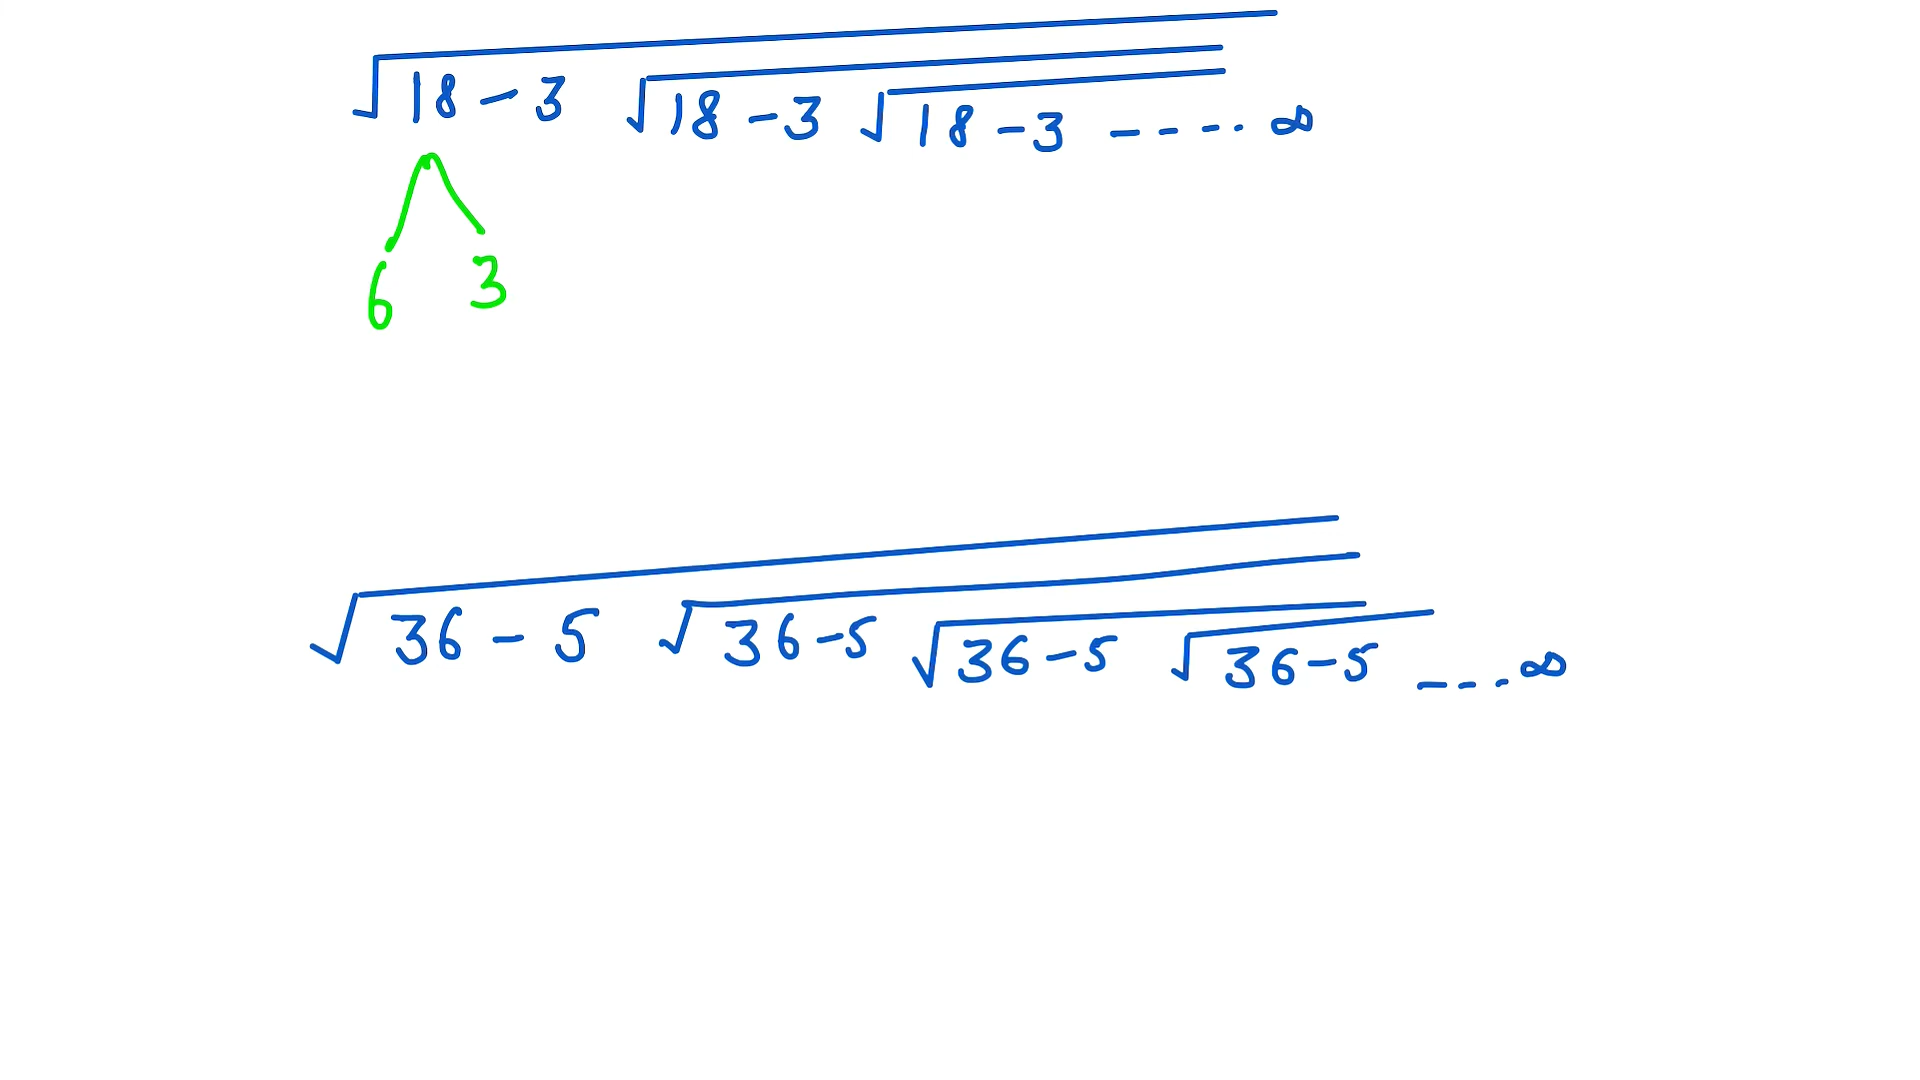 √18-3 √18-3 √18-3 ---- ∞
6 3
√36-5 √36-5 √36-5 √36-5 ---∞